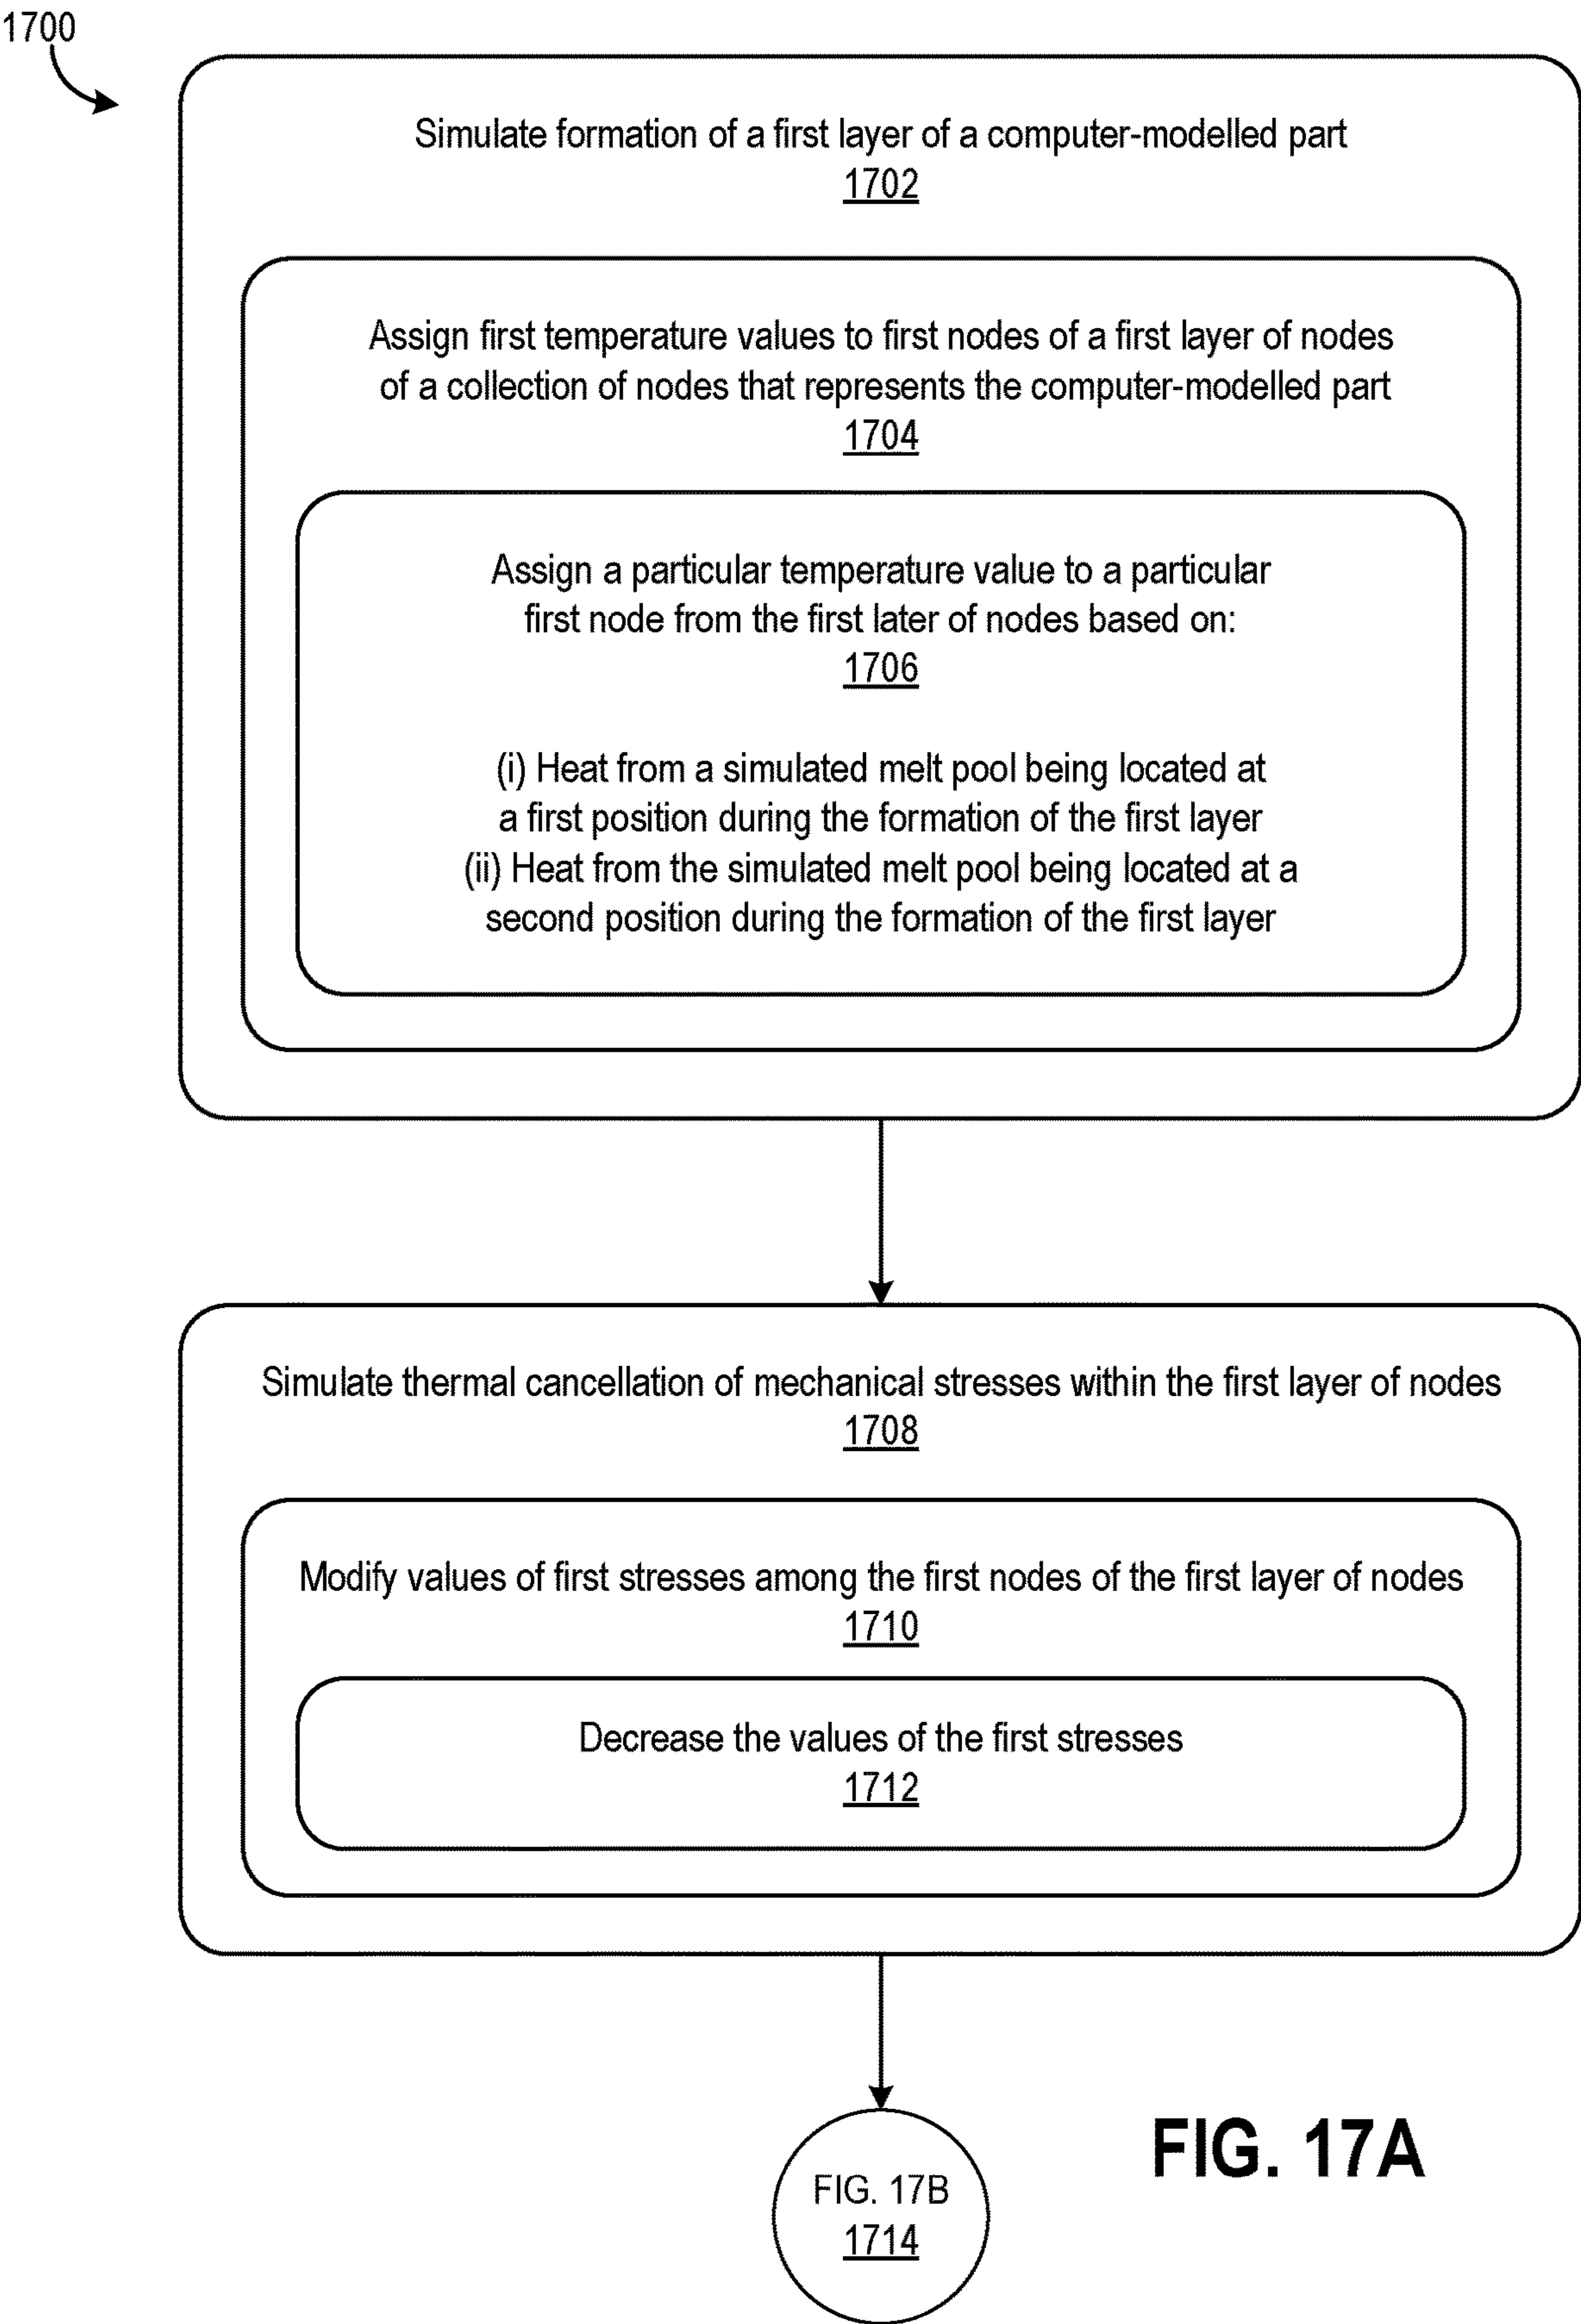 1700
Simulate formation of a first layer of a computer-modelled part
1702
Assign first temperature values to first nodes of a first layer of nodes
of a collection of nodes that represents the computer-modelled part
1704
Assign a particular temperature value to a particular
first node from the first later of nodes based on:
1706
(i) Heat from a simulated melt pool being located at
a first position during the formation of the first layer
(ii) Heat from the simulated melt pool being located at a
second position during the formation of the first layer
Simulate thermal cancellation of mechanical stresses within the first layer of nodes
1708
Modify values of first stresses among the first nodes of the first layer of nodes
1710
Decrease the values of the first stresses
1712
FIG. 17B
1714
FIG. 17A